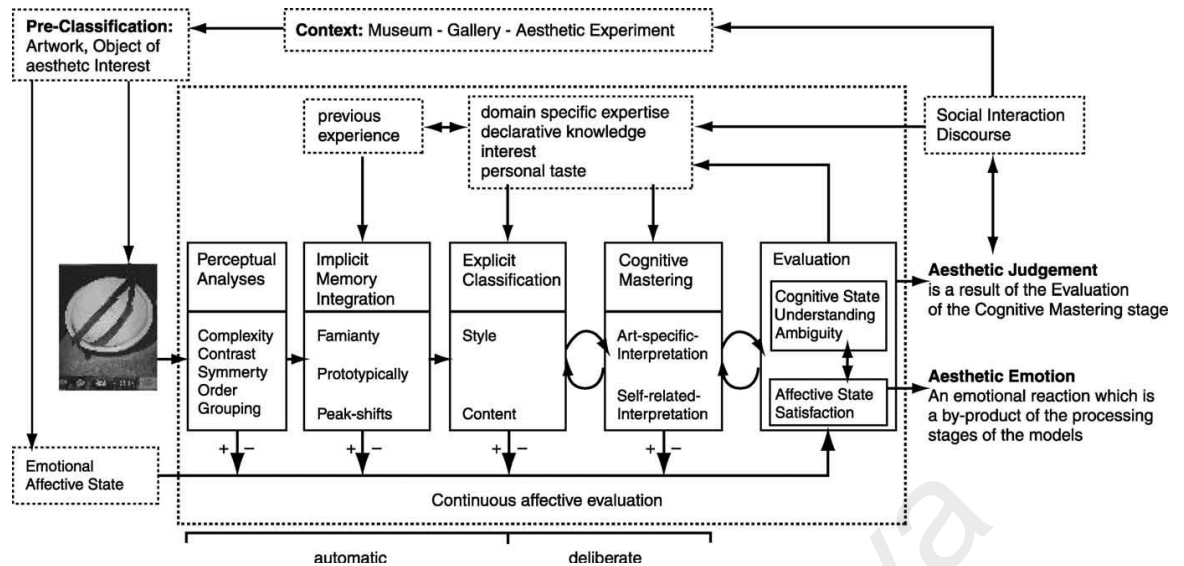 Pre-Classification:
Artwork, Object of
aesthetc Interest
Context: Museum - Gallery - Aesthetic Experiment
previous
experience
domain specific expertise
declarative knowledge
interest
personal taste
Social Interaction
Discourse
Perceptual
Analyses
Complexity
Contrast
Symmerty
Order
Grouping
Implicit
Memory
Integration
Famianty
Prototypically
Peak-shifts
Explicit
Classification
Style
Content
Cognitive
Mastering
Art-specific-
Interpretation
Self-related-
Interpretation
Evaluation
Cognitive State
Understanding
Ambiguity
Affective State
Satisfaction
Aesthetic Judgement
is a result of the Evaluation
of the Cognitive Mastering stage
Aesthetic Emotion
An emotional reaction which is
a by-product of the processing
stages of the models
+ −
+ −
+ −
+ −
Emotional
Affective State
Continuous affective evaluation
automatic
deliberate